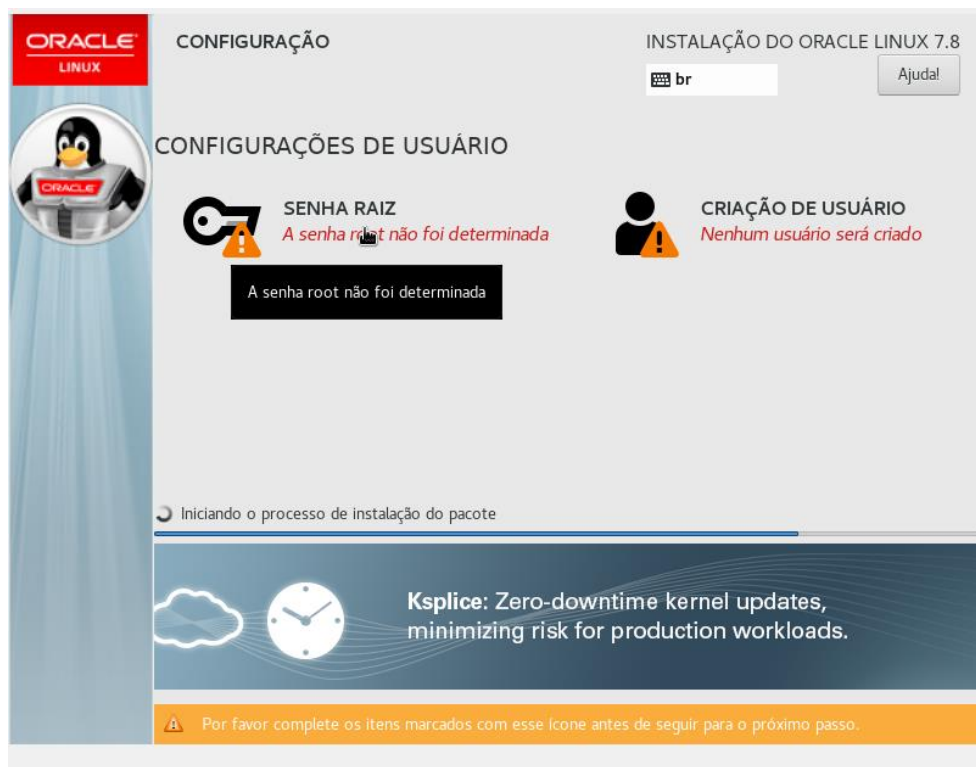 ORACLE
LINUX
CONFIGURAÇÃO
INSTALAÇÃO DO ORACLE LINUX 7.8
br
Ajuda!
ORACLE
CONFIGURAÇÕES DE USUÁRIO
SENHA RAIZ
A senha root não foi determinada
CRIAÇÃO DE USUÁRIO
Nenhum usuário será criado
A senha root não foi determinada
Iniciando o processo de instalação do pacote
Ksplice: Zero-downtime kernel updates,
minimizing risk for production workloads.
Por favor complete os itens marcados com esse ícone antes de seguir para o próximo passo.